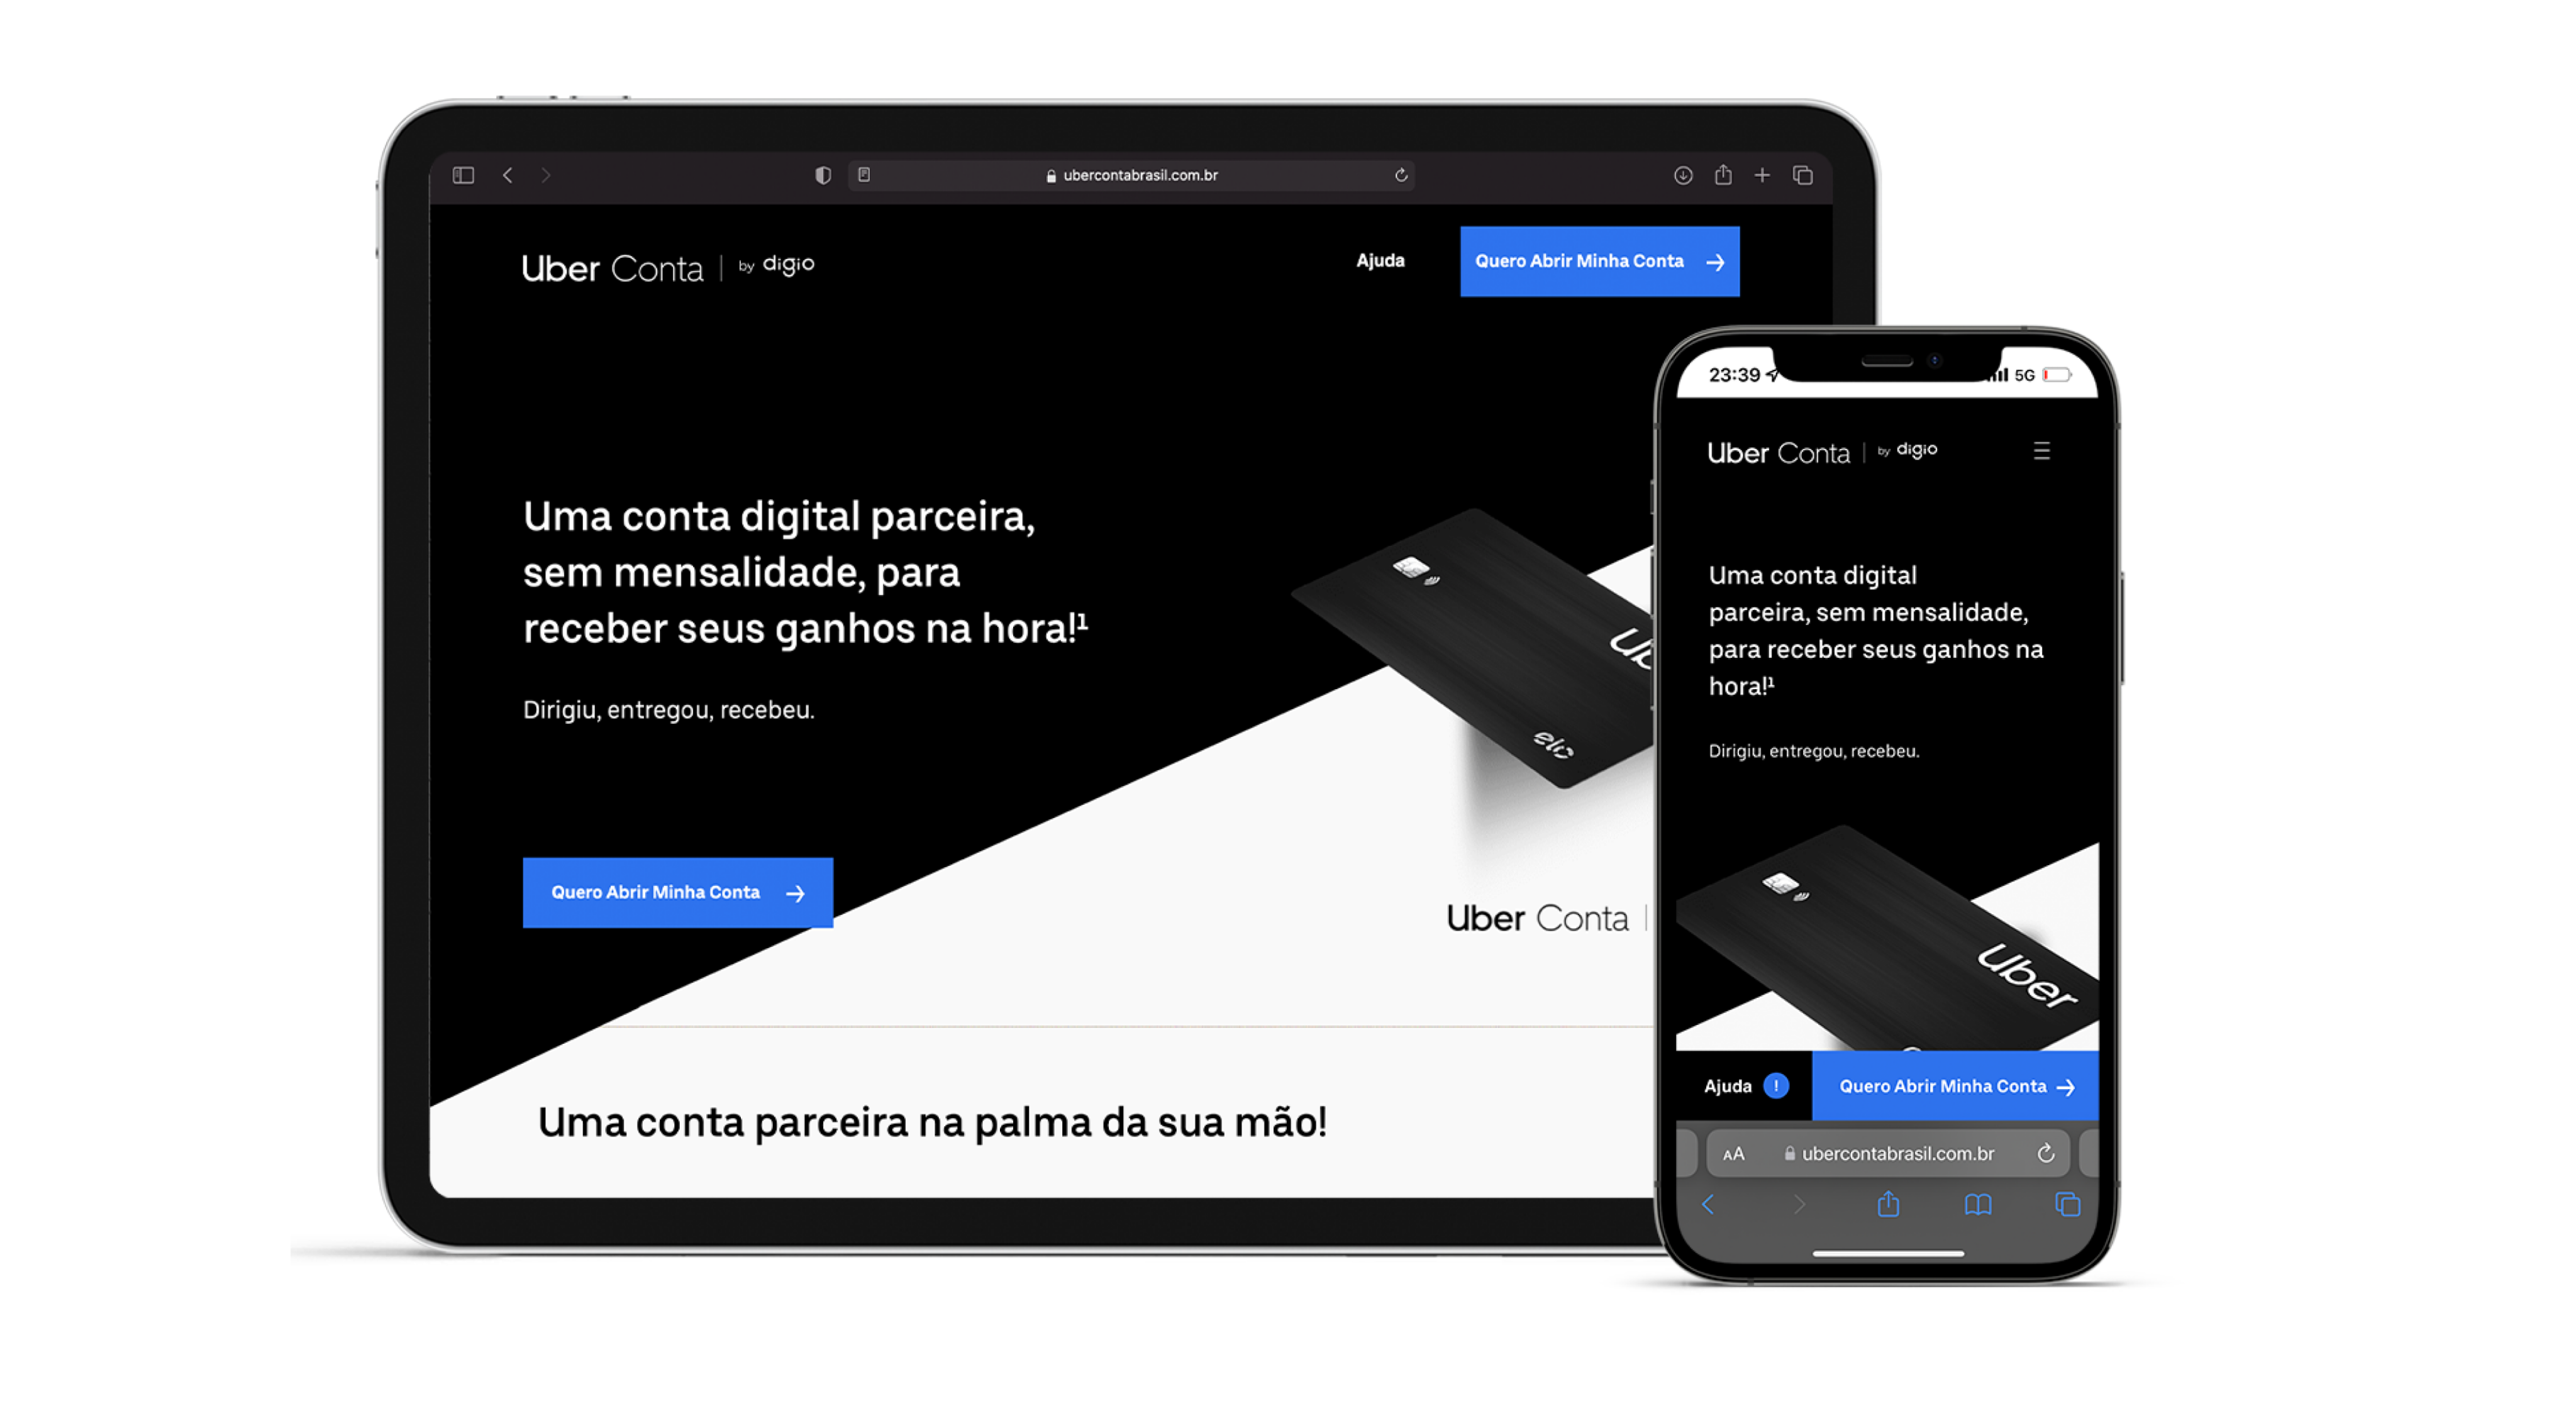 ubercontabrasil.com.br
Uber Conta | by digio
Ajuda
Quero Abrir Minha Conta →
Uma conta digital parceira,
sem mensalidade, para
receber seus ganhos na hora!¹
Dirigiu, entregou, recebeu.
Quero Abrir Minha Conta →
elo
Uber Conta |
Uma conta parceira na palma da sua mão!
23:39
5G
Uber Conta | by digio
Uma conta digital
parceira, sem mensalidade,
para receber seus ganhos na
hora!¹
Dirigiu, entregou, recebeu.
Uber
Ajuda !
Quero Abrir Minha Conta →
AA ubercontabrasil.com.br